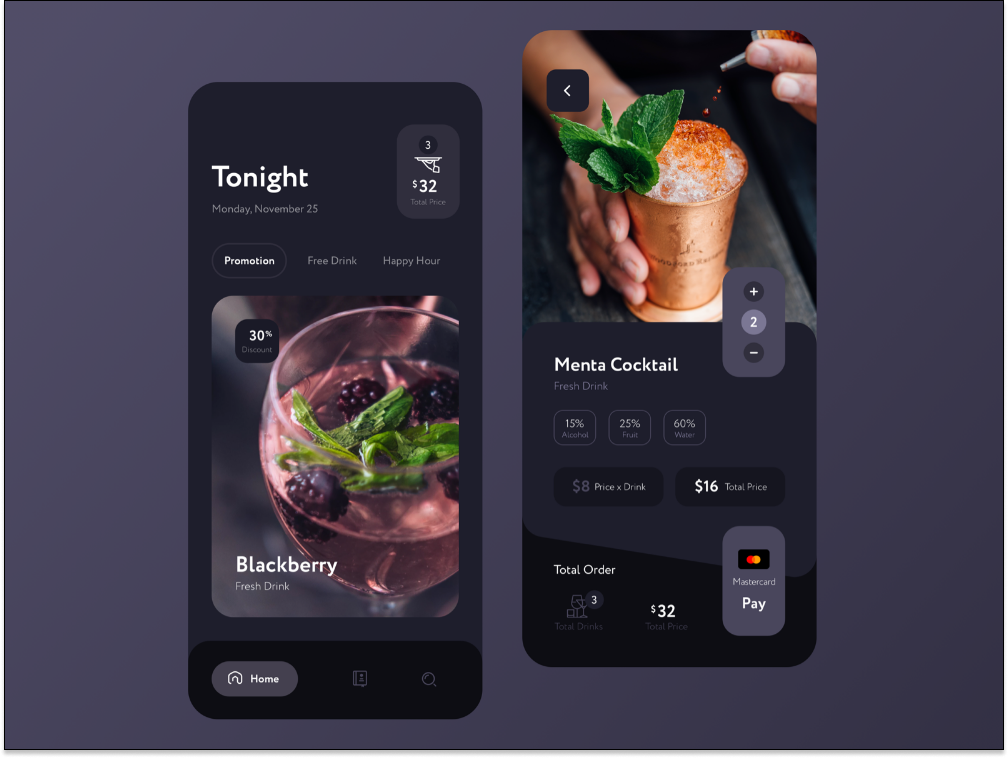 3
$32
Total Price
Tonight
Monday, November 25
Promotion
Free Drink
Happy Hour
30%
Discount
Blackberry
Fresh Drink
Home
+
2
−
Menta Cocktail
Fresh Drink
15%
Alcohol
25%
Fruit
60%
Water
$8 Price x Drink
$16 Total Price
Total Order
3
Total Drinks
$32
Total Price
Mastercard
Pay